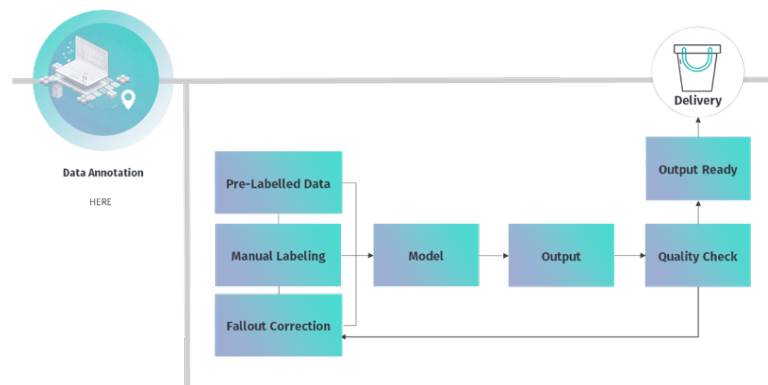 Data Annotation
HERE
Delivery
Output Ready
Pre-Labelled Data
Manual Labeling
Model
Output
Quality Check
Fallout Correction